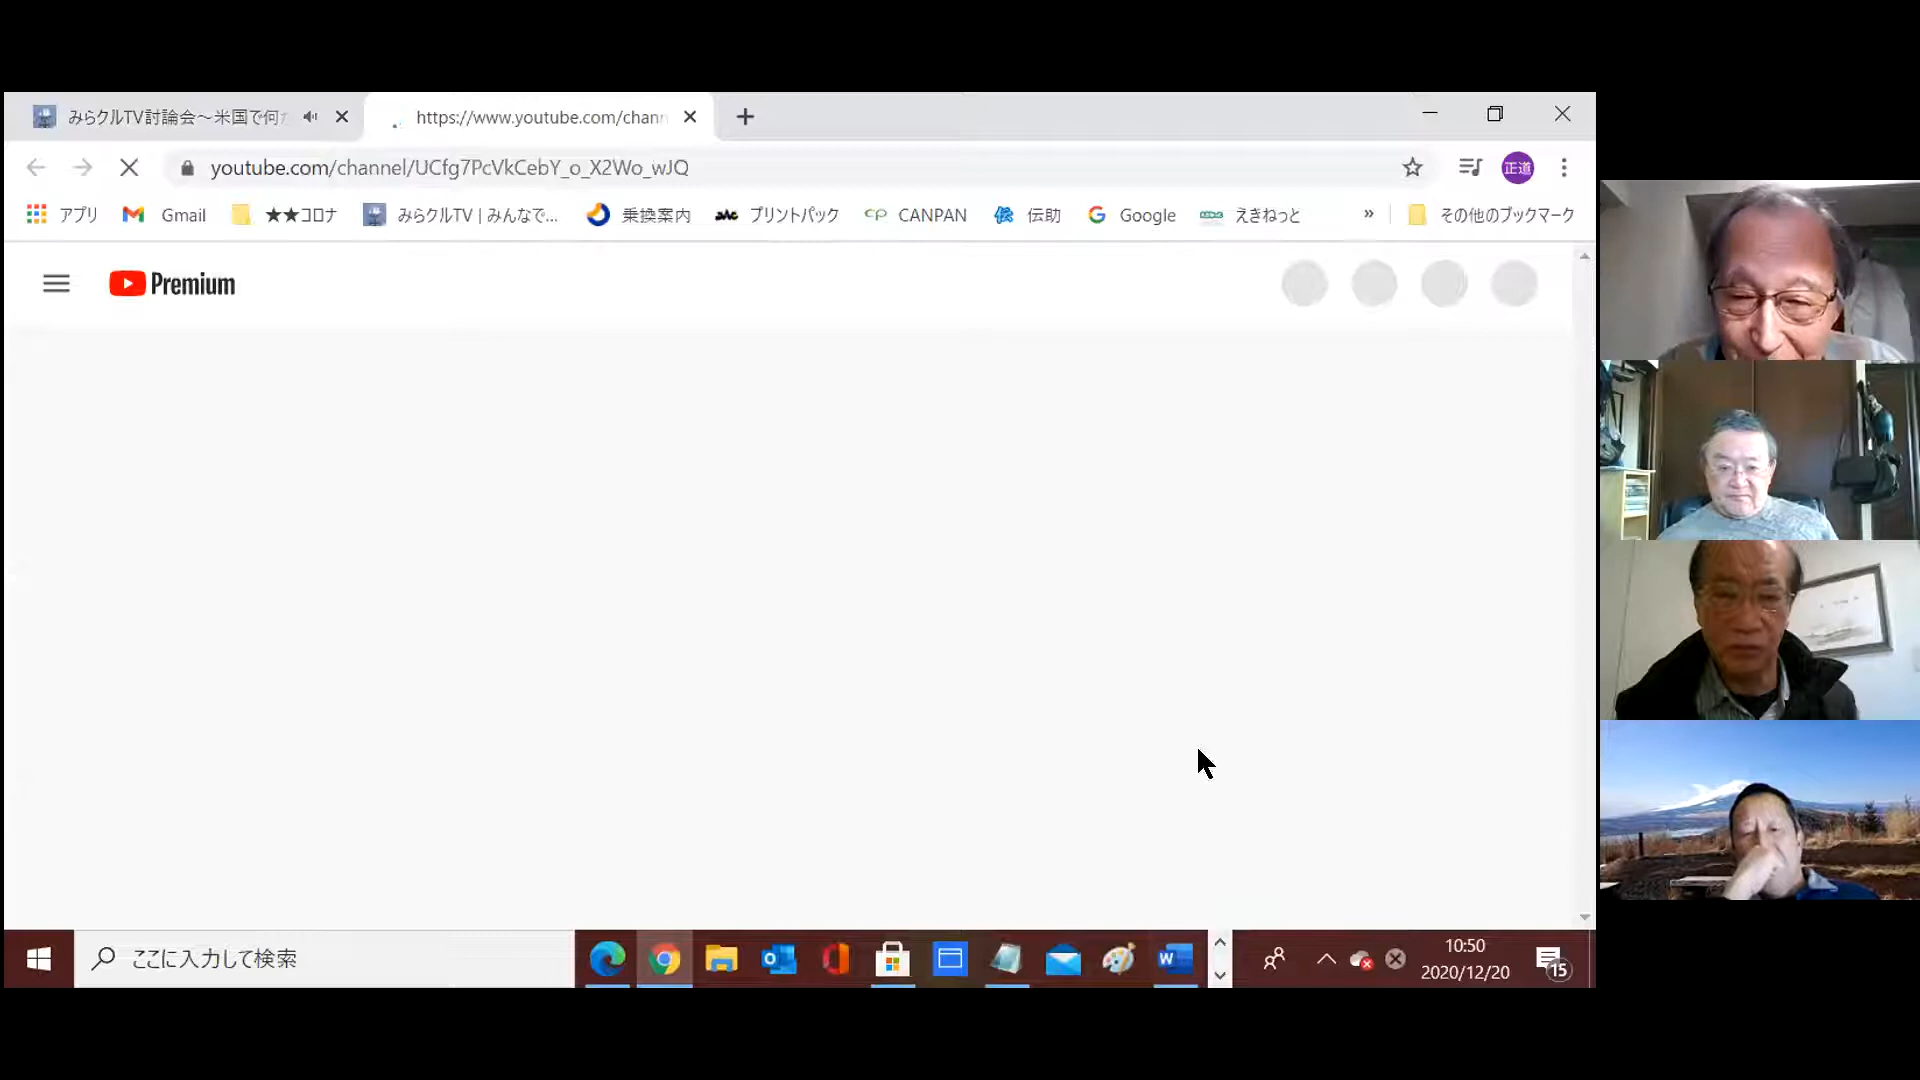 みらクルTV討論会～米国で何が
https://www.youtube.com/chann
youtube.com/channel/UCfg7PcVkCebY_o_X2Wo_wJQ
正道
アプリ
Gmail
★★コロナ
みらクルTV | みんなで...
乗換案内
プリントパック
CANPAN
伝助
Google
えきねっと
»
その他のブックマーク
Premium
ここに入力して検索
10:50
2020/12/20
15